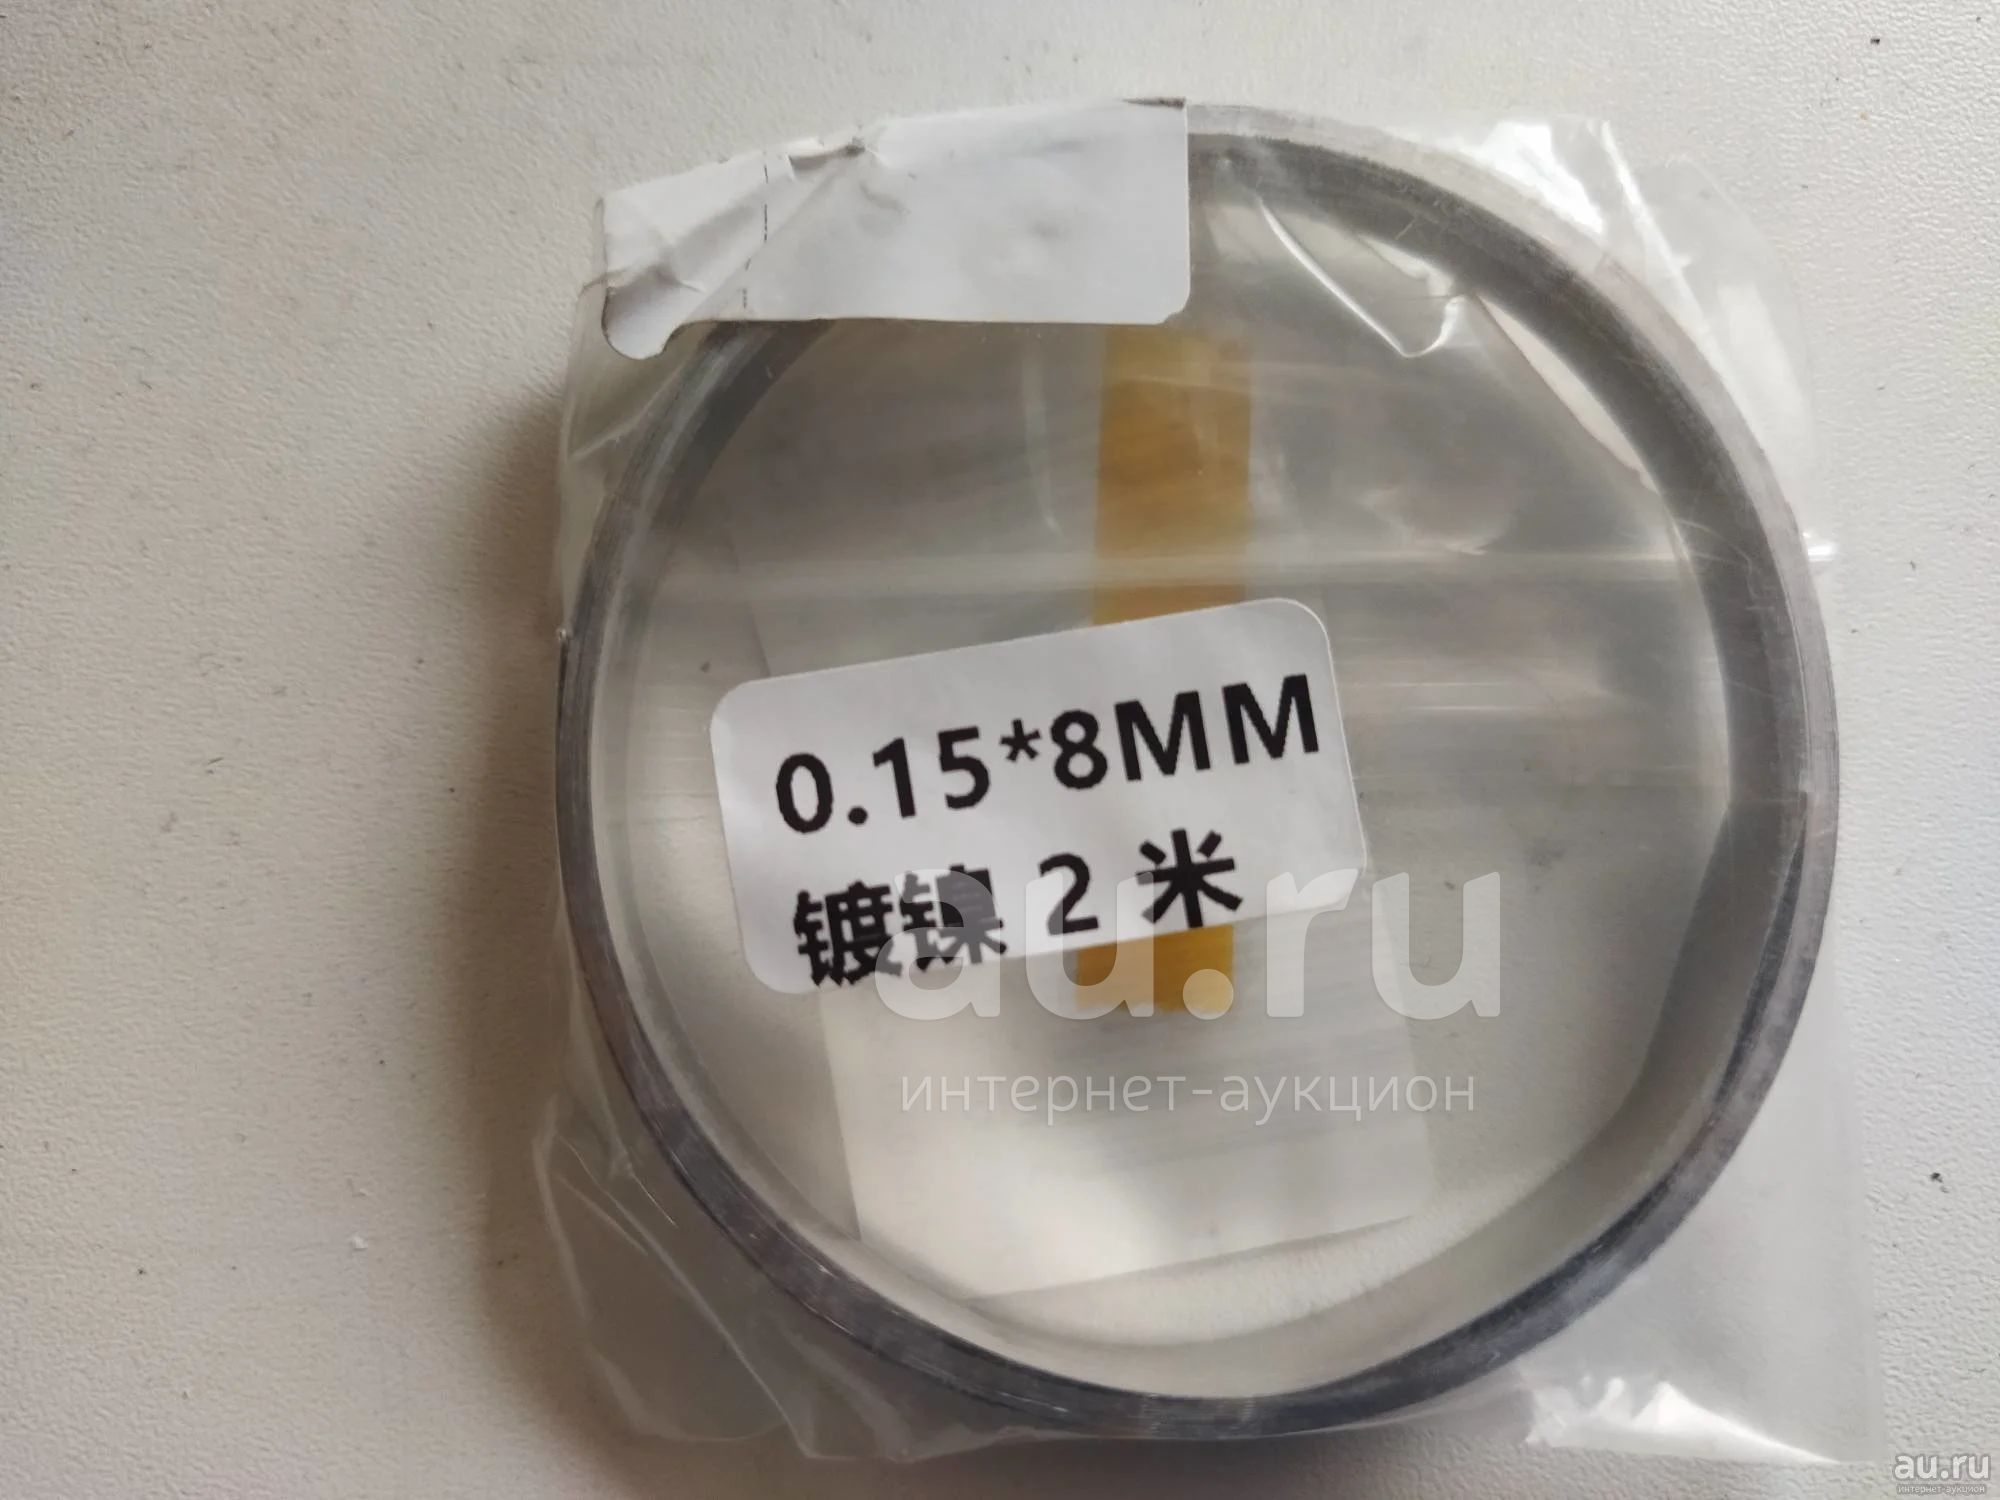 0.15*8MM
镀镍 2 米
au.ru
интернет-аукцион
au.ru
интернет-аукцион